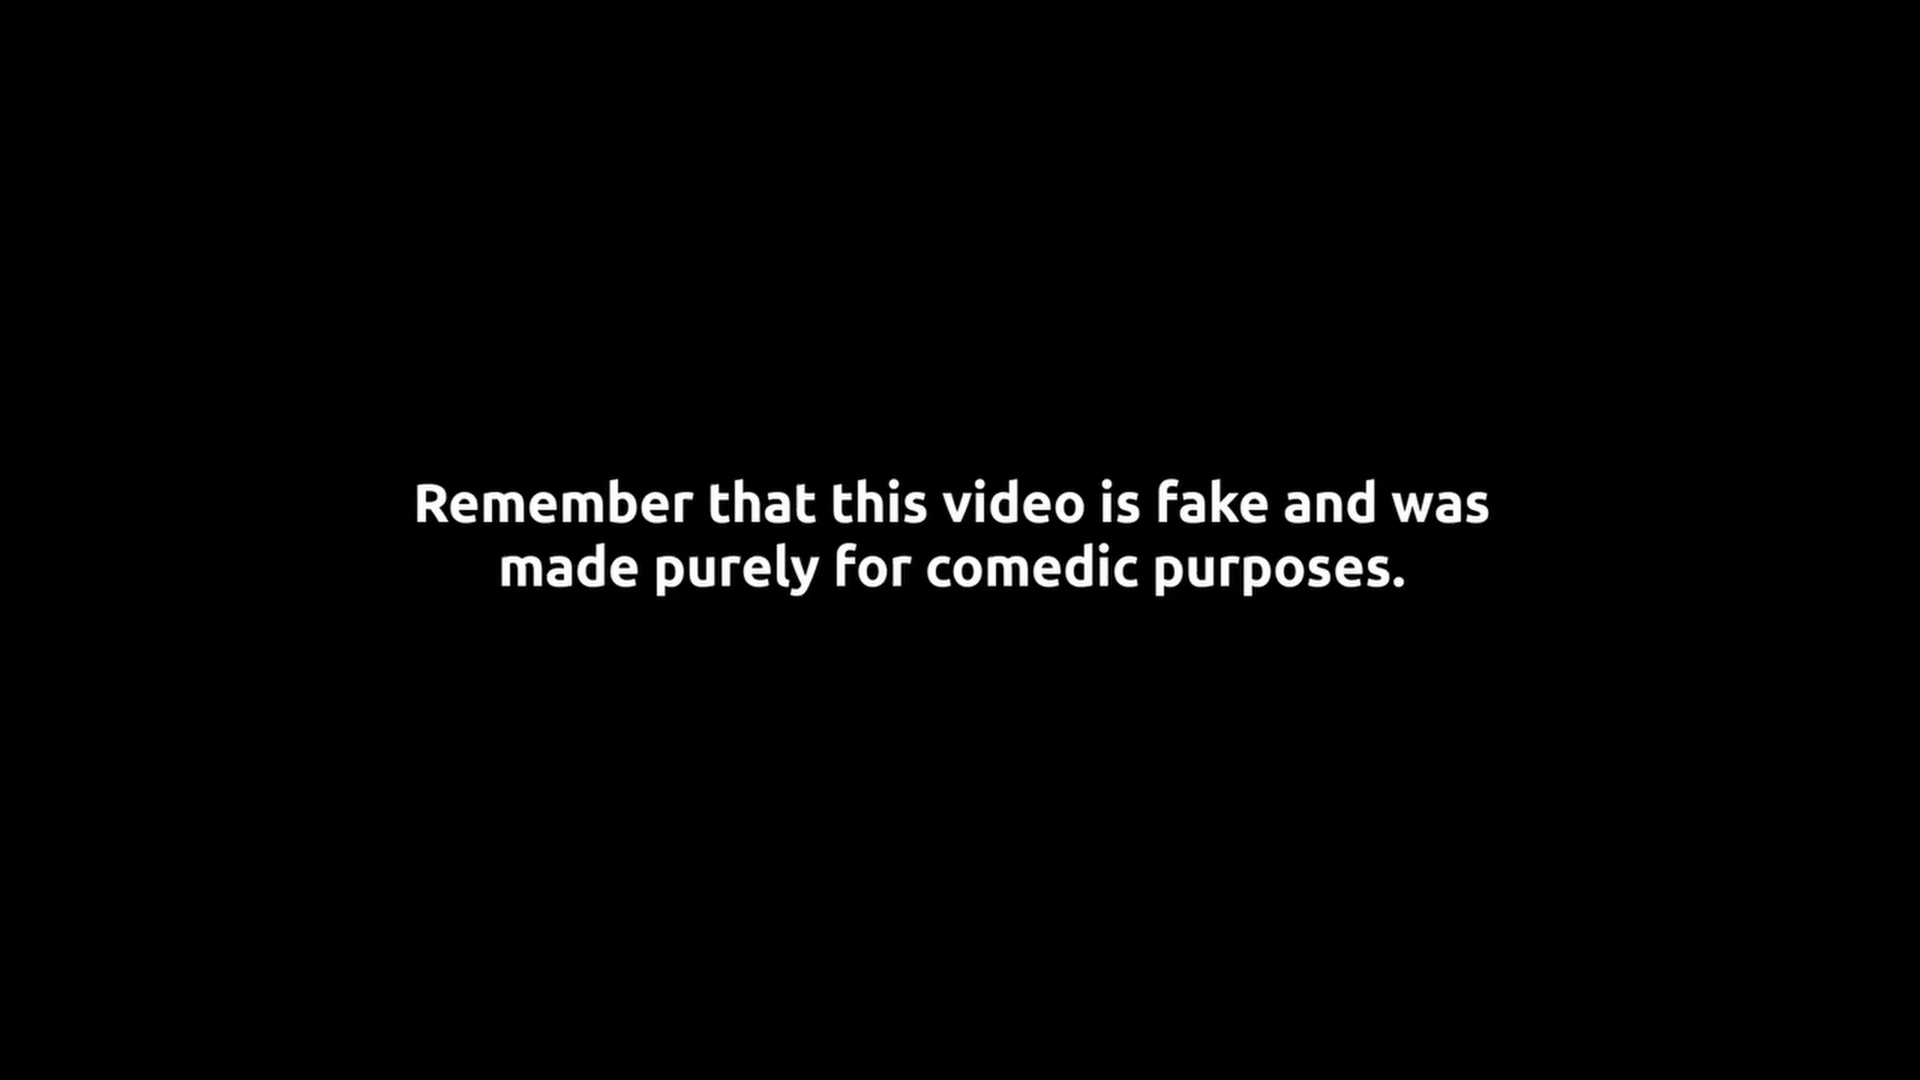 Remember that this video is fake and was
made purely for comedic purposes.